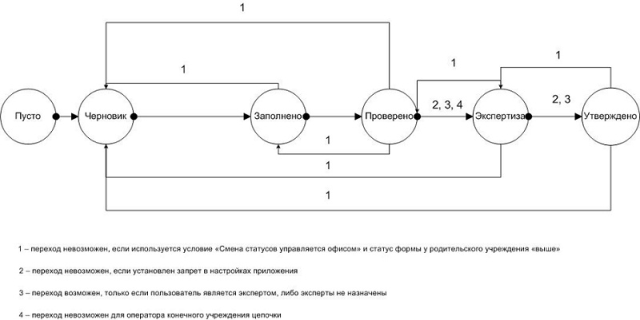 1
1
1
1
2, 3, 4
2, 3
Пусто
Черновик
Заполнено
Проверено
Экспертиза
Утверждено
1
1
1
1 – переход невозможен, если используется условие «Смена статусов управляется офисом» и статус формы у родительского учреждения «выше»
2 – переход невозможен, если установлен запрет в настройках приложения
3 – переход возможен, только если пользователь является экспертом, либо эксперты не назначены
4 – переход невозможен для оператора конечного учреждения цепочки